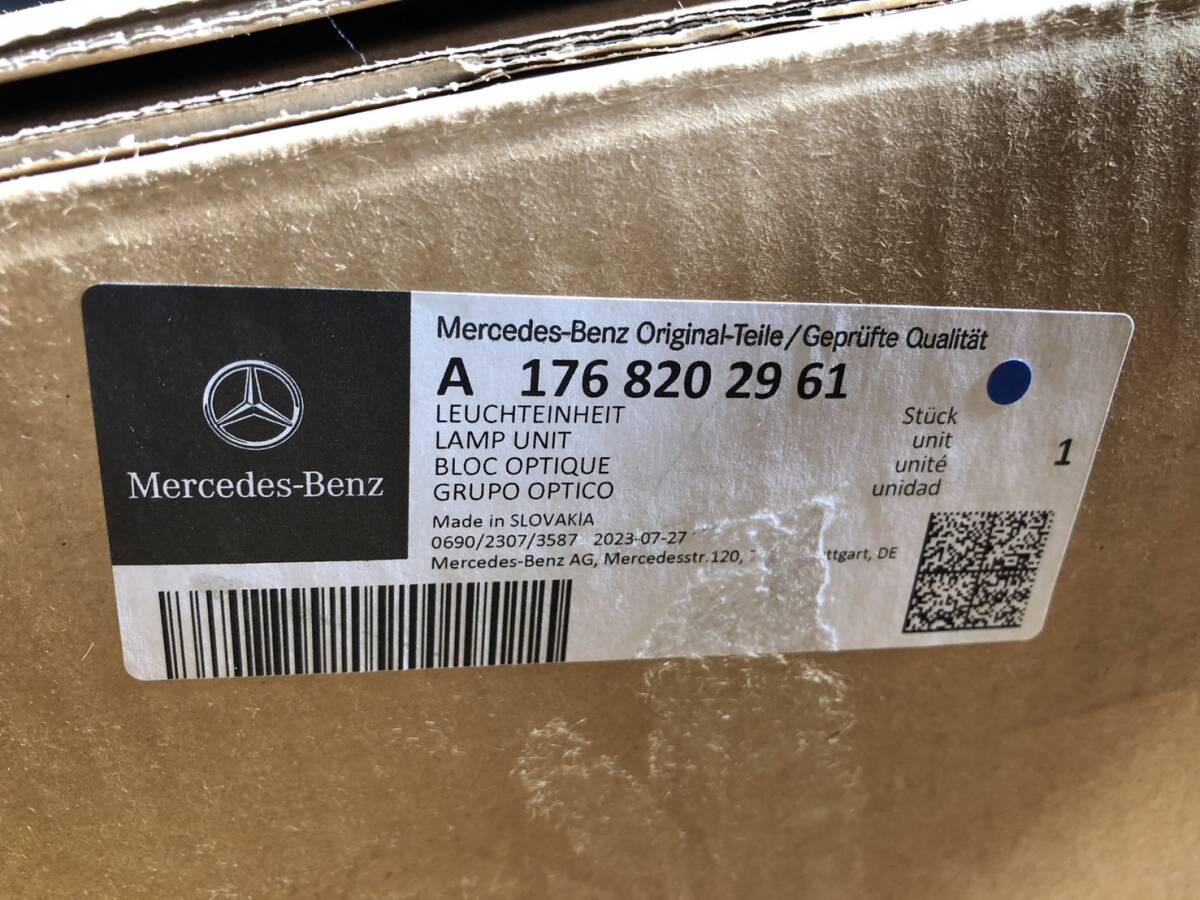 Mercedes-Benz
Mercedes-Benz Original-Teile/Geprüfte Qualität
A 176 820 29 61
LEUCHTEINHEIT
LAMP UNIT
BLOC OPTIQUE
GRUPO OPTICO
Stück
unit
unité
unidad
1
Made in SLOVAKIA
0690/2307/3587 2023-07-27
Mercedes-Benz AG, Mercedesstr.120, DE